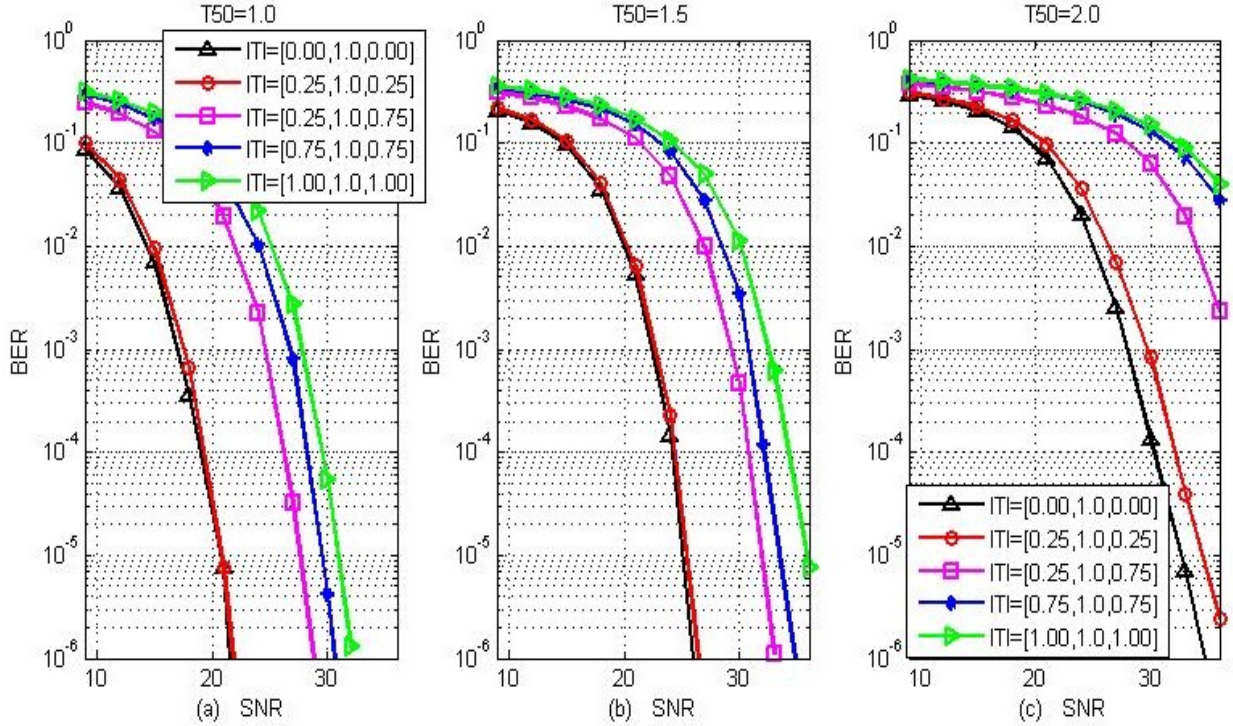 T50=1.0
10^0
10^-1
10^-2
10^-3
10^-4
10^-5
10^-6
BER
10
20
30
(a) SNR
ITI=[0.00,1.0,0.00]
ITI=[0.25,1.0,0.25]
ITI=[0.25,1.0,0.75]
ITI=[0.75,1.0,0.75]
ITI=[1.00,1.0,1.00]
T50=1.5
10^0
10^-1
10^-2
10^-3
10^-4
10^-5
10^-6
BER
10
20
30
(b) SNR
T50=2.0
10^0
10^-1
10^-2
10^-3
10^-4
10^-5
10^-6
BER
10
20
30
(c) SNR
ITI=[0.00,1.0,0.00]
ITI=[0.25,1.0,0.25]
ITI=[0.25,1.0,0.75]
ITI=[0.75,1.0,0.75]
ITI=[1.00,1.0,1.00]